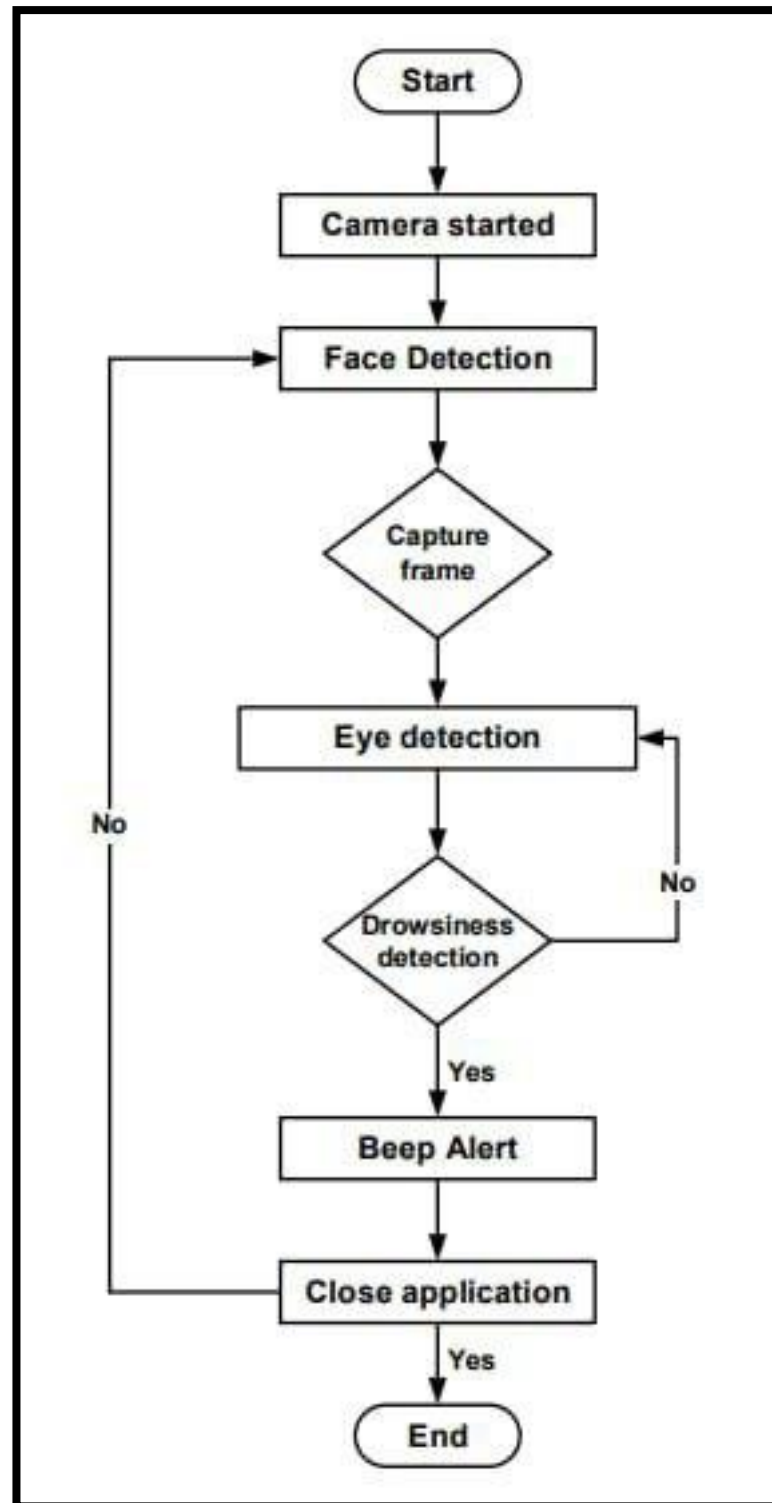 Start
Camera started
Face Detection
Capture
frame
Eye detection
No
No
Drowsiness
detection
Yes
Beep Alert
Close application
Yes
End